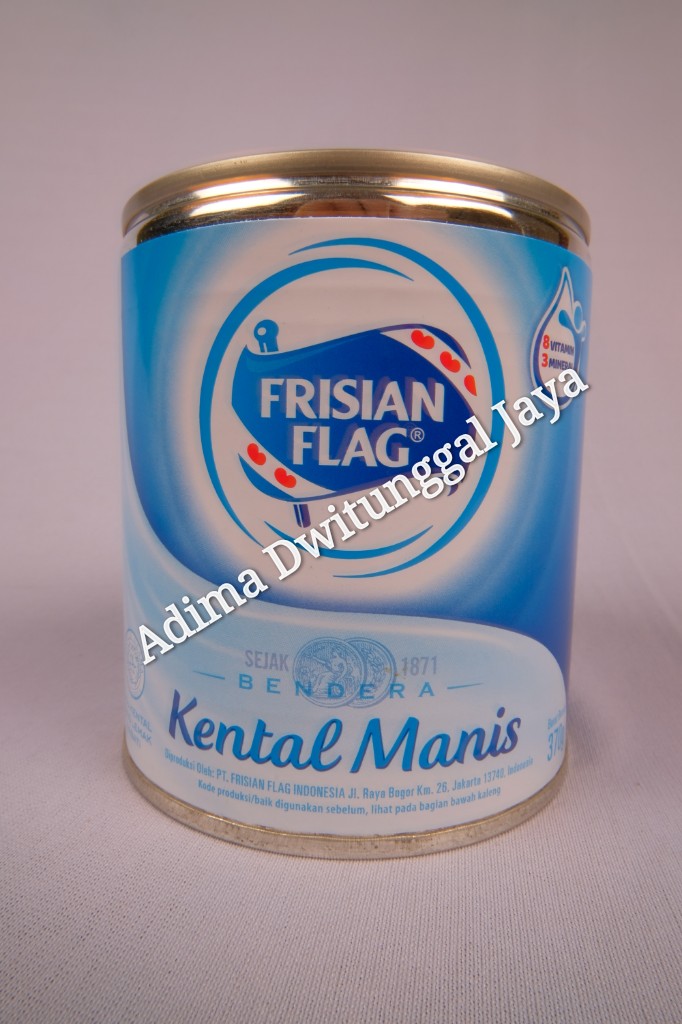 8 VITAMIN
3 MINERAL
FRISIAN
FLAG®
Adima Dwitunggal Jaya
SEJAK 1871
BENDERA
Kental Manis
370g
Diproduksi Oleh: PT. FRISIAN FLAG INDONESIA Jl. Raya Bogor Km. 26, Jakarta 13740, Indonesia
Kode produksi/baik digunakan sebelum, lihat pada bagian bawah kaleng